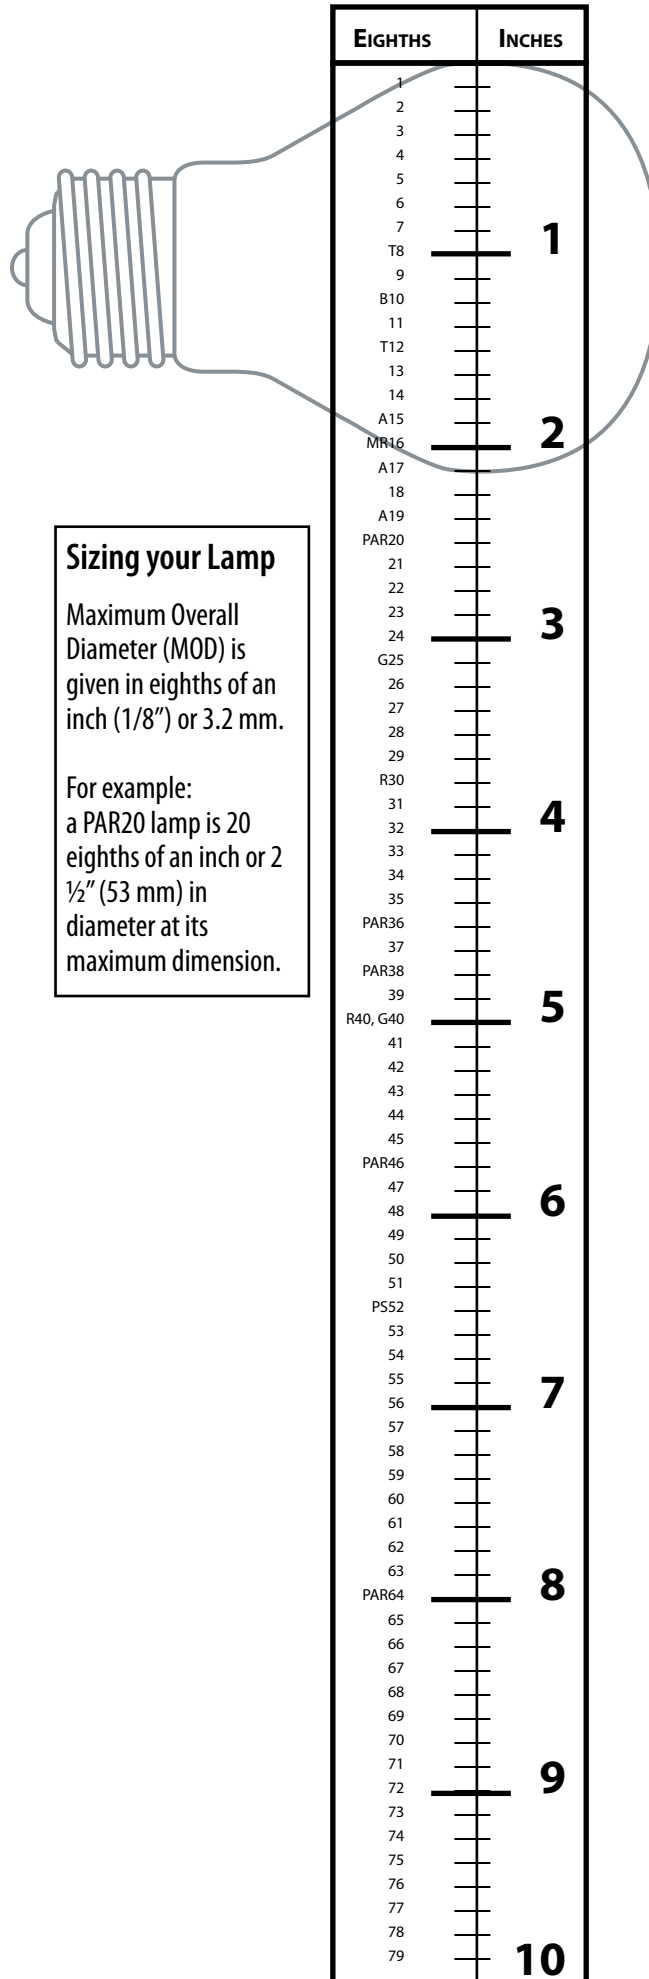 EIGHTHS INCHES
1
2
3
4
5
6
7
T8 1
9
B10
11
T12
13
14
A15
MR16 2
A17
18
A19
PAR20
21
22
23
24 3
G25
26
27
28
29
R30
31
32 4
33
34
35
PAR36
37
PAR38
39
R40, G40 5
41
42
43
44
45
PAR46
47
48 6
49
50
51
PS52
53
54
55
56 7
57
58
59
60
61
62
63
PAR64 8
65
66
67
68
69
70
71
72 9
73
74
75
76
77
78
79
10
Sizing your Lamp
Maximum Overall
Diameter (MOD) is
given in eighths of an
inch (1/8") or 3.2 mm.
For example:
a PAR20 lamp is 20
eighths of an inch or 2
½" (53 mm) in
diameter at its
maximum dimension.